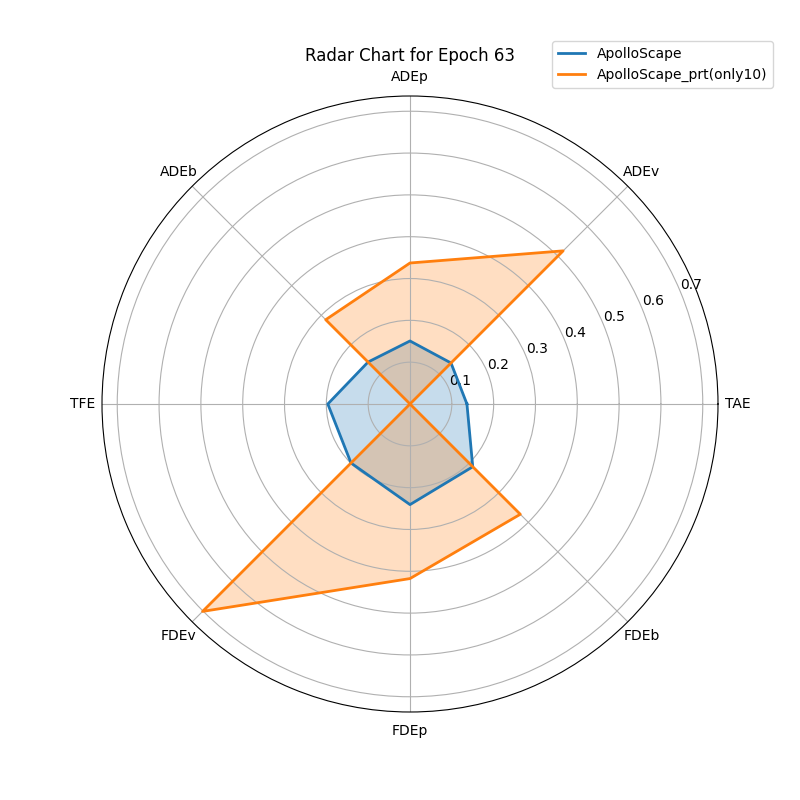 Radar Chart for Epoch 63
ApolloScape
ApolloScape_prt(only10)
ADEp
ADEb
ADEv
0.7
0.6
0.5
0.4
0.3
0.2
0.1
TFE
TAE
FDEv
FDEb
FDEp